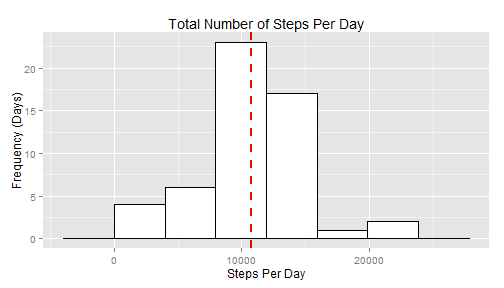 Total Number of Steps Per Day
Frequency (Days)
20
15
10
5
0
0 10000 20000
Steps Per Day